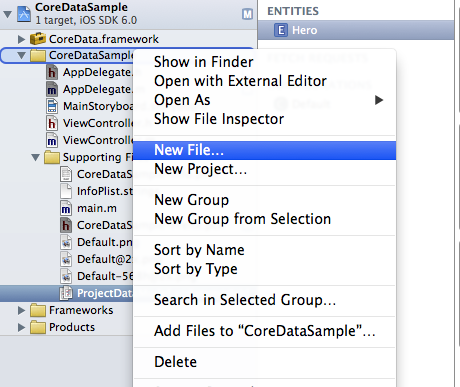 CoreDataSample
1 target, iOS SDK 6.0
M
CoreData.framework
CoreDataSample
AppDelegate.
AppDelegate.
MainStoryboa
ViewControlle
ViewControlle
Supporting Fi
CoreDataS
InfoPlist.st
main.m
CoreDataS
Default.pn
Default@2
Default-56
ProjectData
Frameworks
Products
ENTITIES
E Hero
Show in Finder
Open with External Editor
Open As
Show File Inspector
New File...
New Project...
New Group
New Group from Selection
Sort by Name
Sort by Type
Search in Selected Group...
Add Files to “CoreDataSample”...
Delete